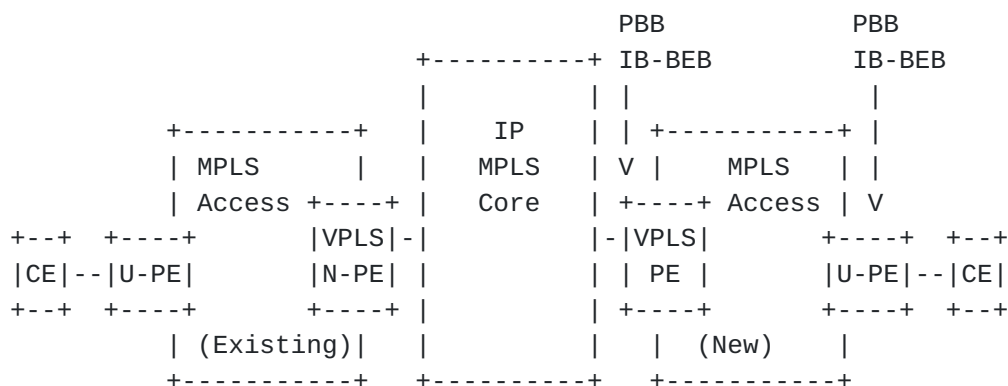 PBB PBB
+----------+ IB-BEB IB-BEB
| | | |
+-----------+ | IP | | +-----------+ |
| MPLS | | MPLS | V | MPLS | |
| Access +----+ | Core | +----+ Access | V
+--+ +----+ |VPLS|-| |-|VPLS| +----+ +--+
|CE|--|U-PE| |N-PE| | | | PE | |U-PE|--|CE|
+--+ +----+ +----+ | | +----+ +----+ +--+
| (Existing)| | | | (New) |
+-----------+ +----------+ +-----------+